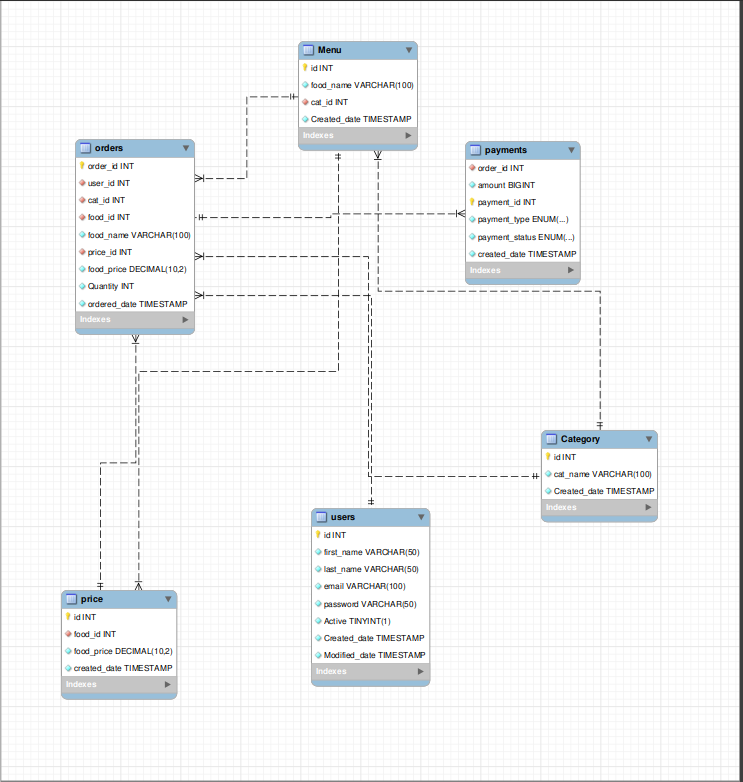 Menu
id INT
food_name VARCHAR(100)
cat_id INT
Created_date TIMESTAMP
Indexes
orders
order_id INT
user_id INT
cat_id INT
food_id INT
food_name VARCHAR(100)
price_id INT
food_price DECIMAL(10,2)
Quantity INT
ordered_date TIMESTAMP
Indexes
payments
order_id INT
amount BIGINT
payment_id INT
payment_type ENUM(...)
payment_status ENUM(...)
created_date TIMESTAMP
Indexes
Category
id INT
cat_name VARCHAR(100)
Created_date TIMESTAMP
Indexes
users
id INT
first_name VARCHAR(50)
last_name VARCHAR(50)
email VARCHAR(100)
password VARCHAR(50)
Active TINYINT(1)
Created_date TIMESTAMP
Modified_date TIMESTAMP
Indexes
price
id INT
food_id INT
food_price DECIMAL(10,2)
created_date TIMESTAMP
Indexes